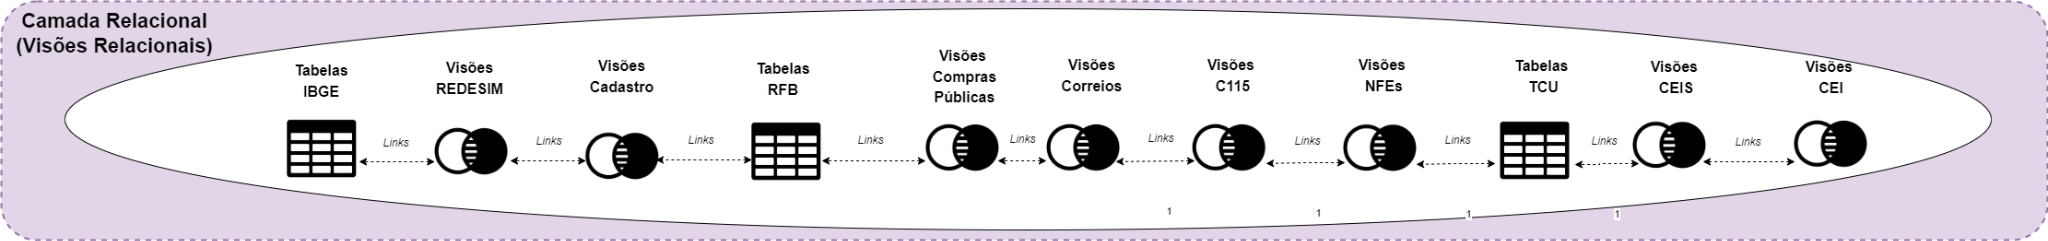 Camada Relacional
(Visões Relacionais)
Tabelas
IBGE
Visões
REDESIM
Visões
Cadastro
Tabelas
RFB
Visões
Compras
Públicas
Visões
Correios
Visões
C115
Visões
NFEs
Tabelas
TCU
Visões
CEIS
Visões
CEI
Links
Links
Links
Links
Links
Links
Links
Links
Links
Links
1
1
1
1